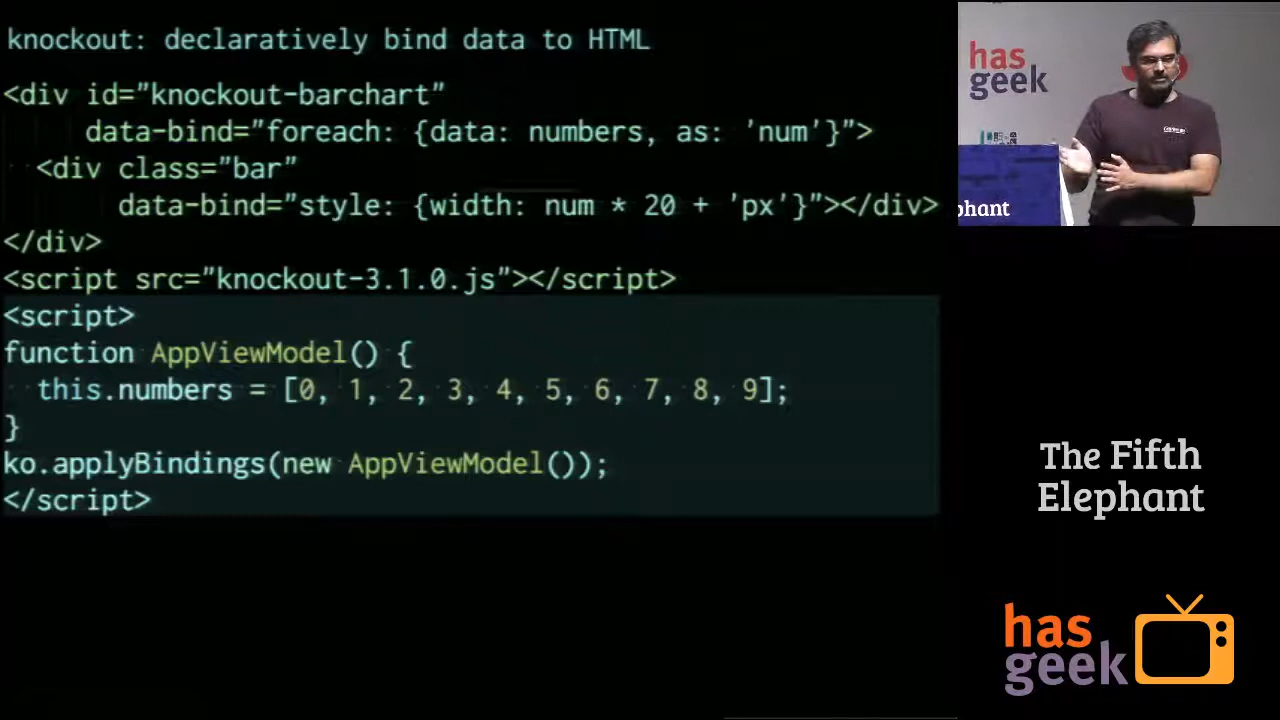 knockout: declaratively bind data to HTML
<div id="knockout-barchart"
data-bind="foreach: {data: numbers, as: 'num'}">
<div class="bar"
data-bind="style: {width: num * 20 + 'px'}"></div>
</div>
<script src="knockout-3.1.0.js"></script>
<script>
function AppViewModel() {
this.numbers = [0, 1, 2, 3, 4, 5, 6, 7, 8, 9];
}
ko.applyBindings(new AppViewModel());
</script>
has
geek
phant
The Fifth
Elephant
has
geek